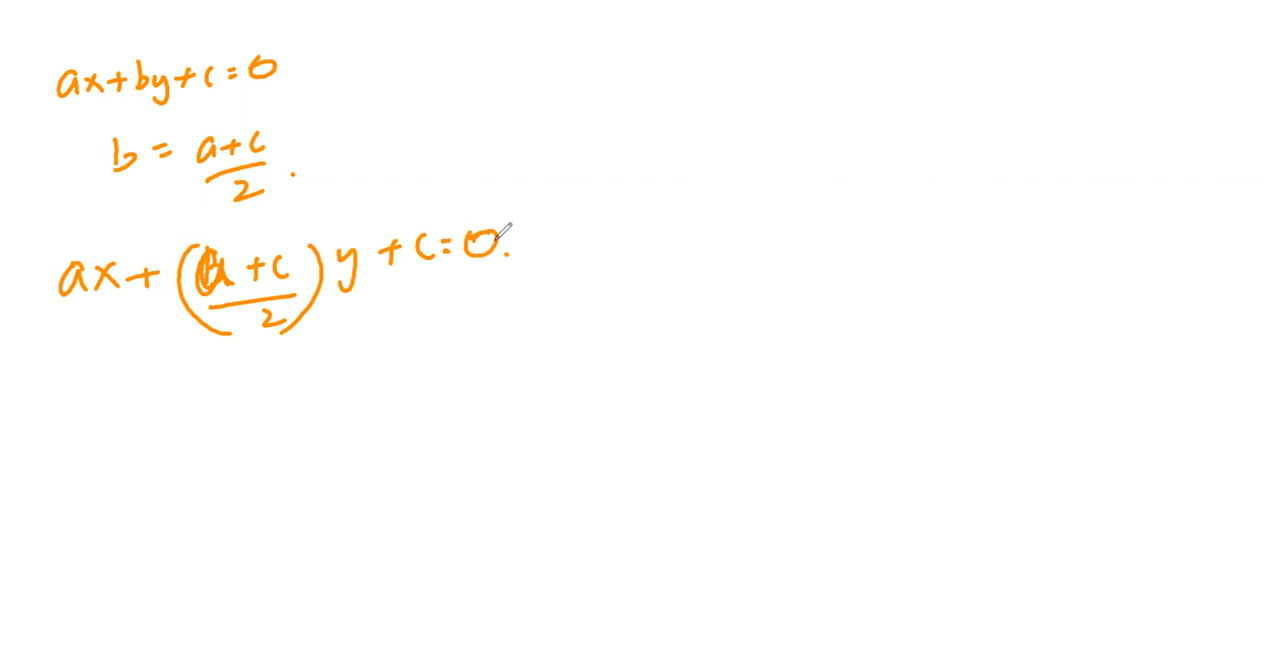 ax+by+c=0
b = a+c/2.
ax+(a+c/2)y+c=0.